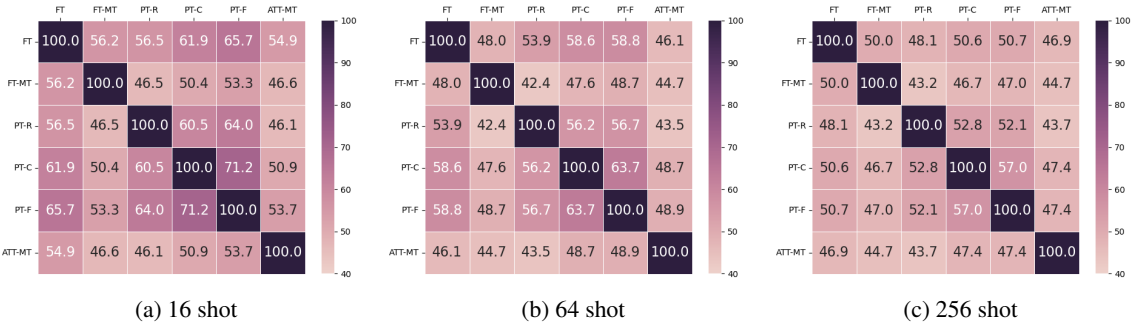 FT FT-MT PT-R PT-C PT-F ATT-MT
FT 100.0 56.2 56.5 61.9 65.7 54.9
FT-MT 56.2 100.0 46.5 50.4 53.3 46.6
PT-R 56.5 46.5 100.0 60.5 64.0 46.1
PT-C 61.9 50.4 60.5 100.0 71.2 50.9
PT-F 65.7 53.3 64.0 71.2 100.0 53.7
ATT-MT 54.9 46.6 46.1 50.9 53.7 100.0
100
90
80
70
60
50
40
(a) 16 shot
FT FT-MT PT-R PT-C PT-F ATT-MT
FT 100.0 48.0 53.9 58.6 58.8 46.1
FT-MT 48.0 100.0 42.4 47.6 48.7 44.7
PT-R 53.9 42.4 100.0 56.2 56.7 43.5
PT-C 58.6 47.6 56.2 100.0 63.7 48.7
PT-F 58.8 48.7 56.7 63.7 100.0 48.9
ATT-MT 46.1 44.7 43.5 48.7 48.9 100.0
100
90
80
70
60
50
40
(b) 64 shot
FT FT-MT PT-R PT-C PT-F ATT-MT
FT 100.0 50.0 48.1 50.6 50.7 46.9
FT-MT 50.0 100.0 43.2 46.7 47.0 44.7
PT-R 48.1 43.2 100.0 52.8 52.1 43.7
PT-C 50.6 46.7 52.8 100.0 57.0 47.4
PT-F 50.7 47.0 52.1 57.0 100.0 47.4
ATT-MT 46.9 44.7 43.7 47.4 47.4 100.0
100
90
80
70
60
50
40
(c) 256 shot